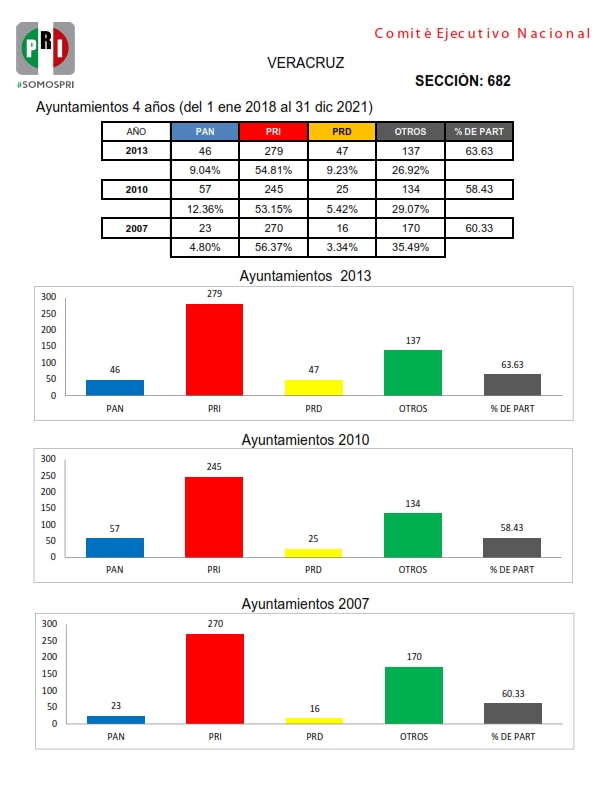 Comité Ejecutivo Nacional
PRI
#SOMOSPRI
VERACRUZ
SECCIÓN: 682
Ayuntamientos 4 años (del 1 ene 2018 al 31 dic 2021)
AÑO PAN PRI PRD OTROS % DE PART
2013 46 279 47 137 63.63
9.04% 54.81% 9.23% 26.92%
2010 57 245 25 134 58.43
12.36% 53.15% 5.42% 29.07%
2007 23 270 16 170 60.33
4.80% 56.37% 3.34% 35.49%
Ayuntamientos 2013
300
250
200
150
100
50
0
46 279 47 137 63.63
PAN PRI PRD OTROS % DE PART
Ayuntamientos 2010
300
250
200
150
100
50
0
57 245 25 134 58.43
PAN PRI PRD OTROS % DE PART
Ayuntamientos 2007
300
250
200
150
100
50
0
23 270 16 170 60.33
PAN PRI PRD OTROS % DE PART